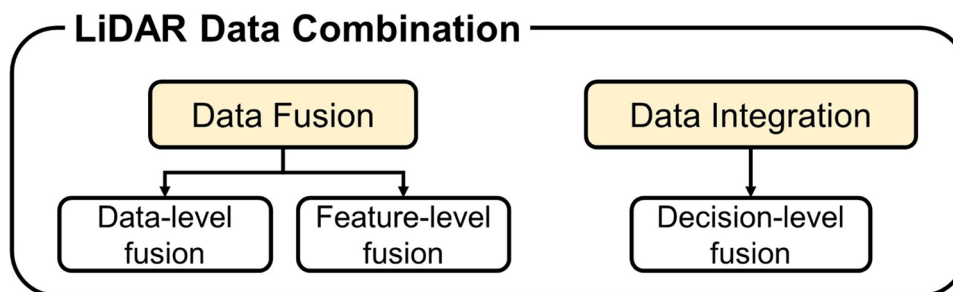 LiDAR Data Combination
Data Fusion
Data Integration
Data-level
fusion
Feature-level
fusion
Decision-level
fusion